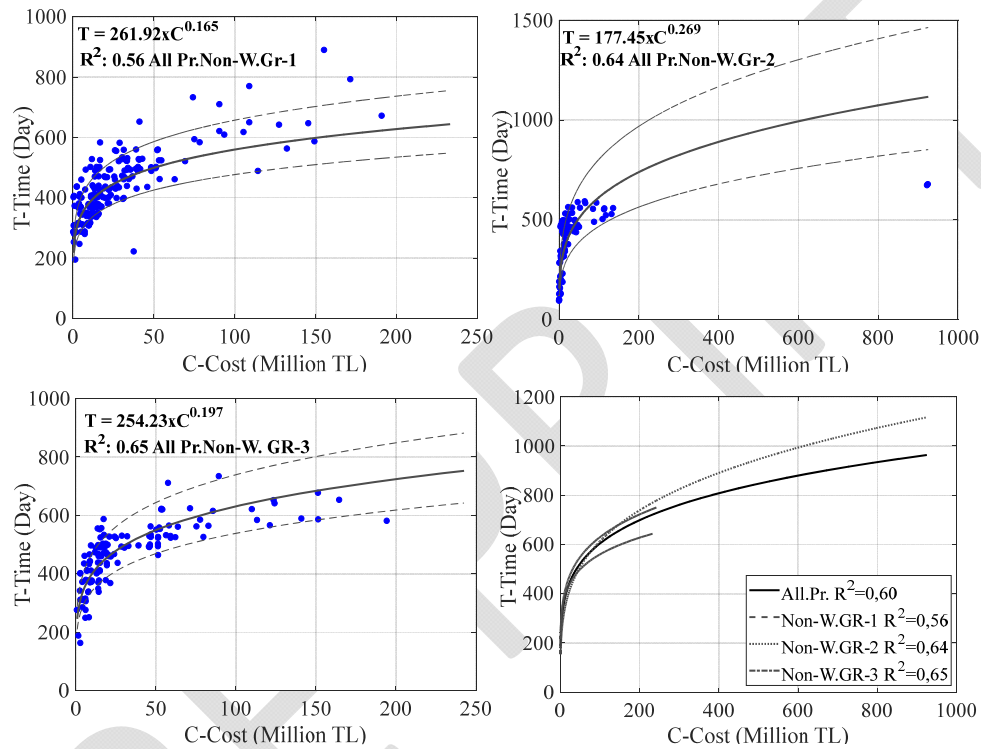 1000
800
600
400
200
0
T-Time (Day)
T = 261.92xC^0.165
R^2: 0.56 All Pr.Non-W.Gr-1
0 50 100 150 200 250
C-Cost (Million TL)
1500
1000
500
0
T-Time (Day)
T = 177.45xC^0.269
R^2: 0.64 All Pr.Non-W.Gr-2
0 200 400 600 800 1000
C-Cost (Million TL)
1000
800
600
400
200
0
T-Time (Day)
T = 254.23xC^0.197
R^2: 0.65 All Pr.Non-W. GR-3
0 50 100 150 200 250
C-Cost (Million TL)
1200
1000
800
600
400
200
0
T-Time (Day)
All.Pr. R^2=0,60
Non-W.GR-1 R^2=0,56
Non-W.GR-2 R^2=0,64
Non-W.GR-3 R^2=0,65
0 200 400 600 800 1000
C-Cost (Million TL)